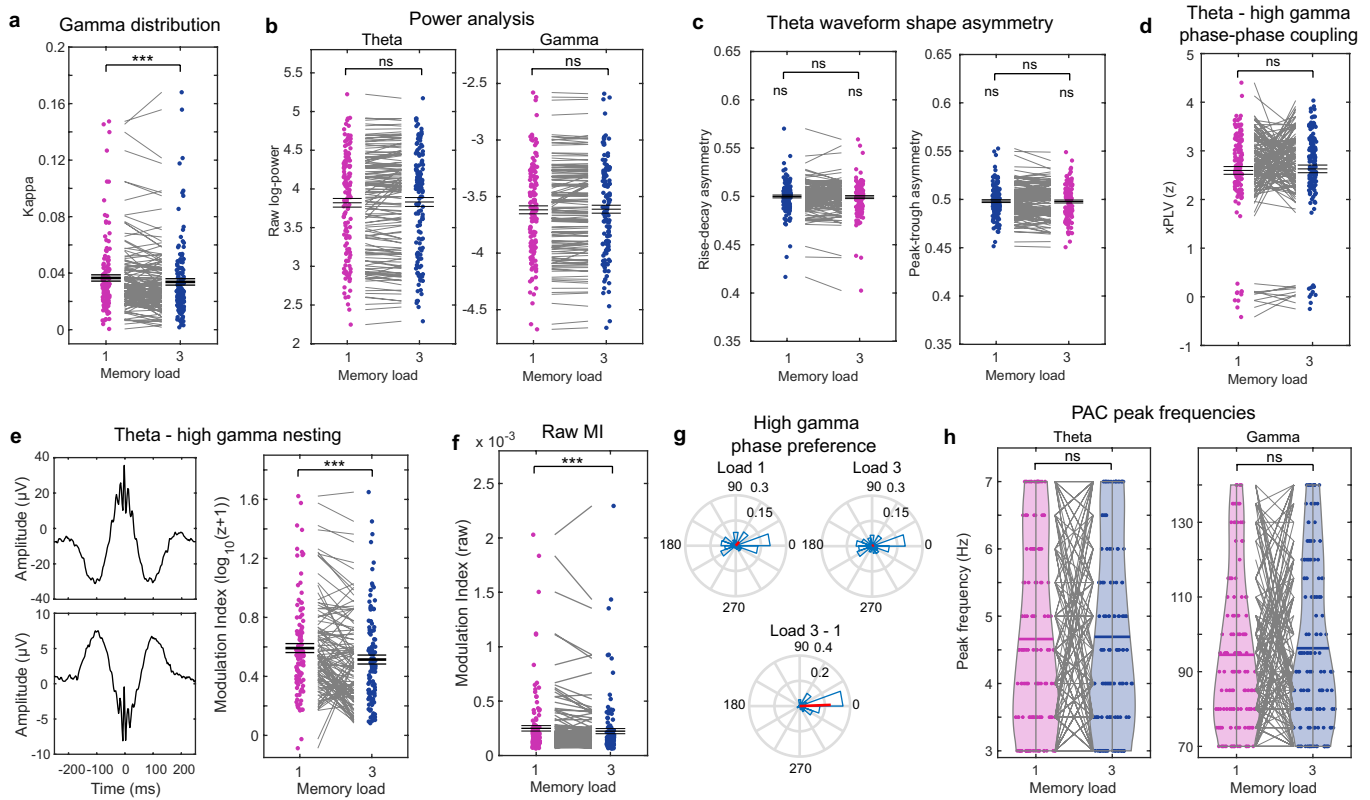 a
Gamma distribution
0.2
0.16
0.12
0.08
0.04
0
Kappa
***
1
3
Memory load
b
Power analysis
Theta
Gamma
5.5
5
4.5
4
3.5
3
2.5
2
Raw log-power
ns
1
3
Memory load
-2.5
-3
-3.5
-4
-4.5
ns
1
3
Memory load
c
Theta waveform shape asymmetry
0.65
0.6
0.55
0.5
0.45
0.4
0.35
Rise-decay asymmetry
ns
ns
ns
1
3
Memory load
0.65
0.6
0.55
0.5
0.45
0.4
0.35
Peak-trough asymmetry
ns
ns
ns
1
3
Memory load
d
Theta - high gamma
phase-phase coupling
5
4
3
2
1
0
-1
xPLV (z)
ns
1
3
Memory load
e
Theta - high gamma nesting
40
20
0
-20
-40
Amplitude (µV)
10
5
0
-5
-10
Amplitude (µV)
-200
-100
0
100
200
Time (ms)
1.6
1.2
0.8
0.4
0
Modulation Index (log10(z+1))
***
1
3
Memory load
f
Raw MI
x 10-3
3
2.5
2
1.5
1
0.5
0
Modulation Index (raw)
***
1
3
Memory load
g
High gamma
phase preference
Load 1
Load 3
90
0.3
0.15
180
0
270
90
0.3
0.15
180
0
270
Load 3 - 1
90
0.4
0.2
180
0
270
h
PAC peak frequencies
Theta
Gamma
7
6
5
4
3
Peak frequency (Hz)
ns
1
3
Memory load
130
110
90
70
ns
1
3
Memory load